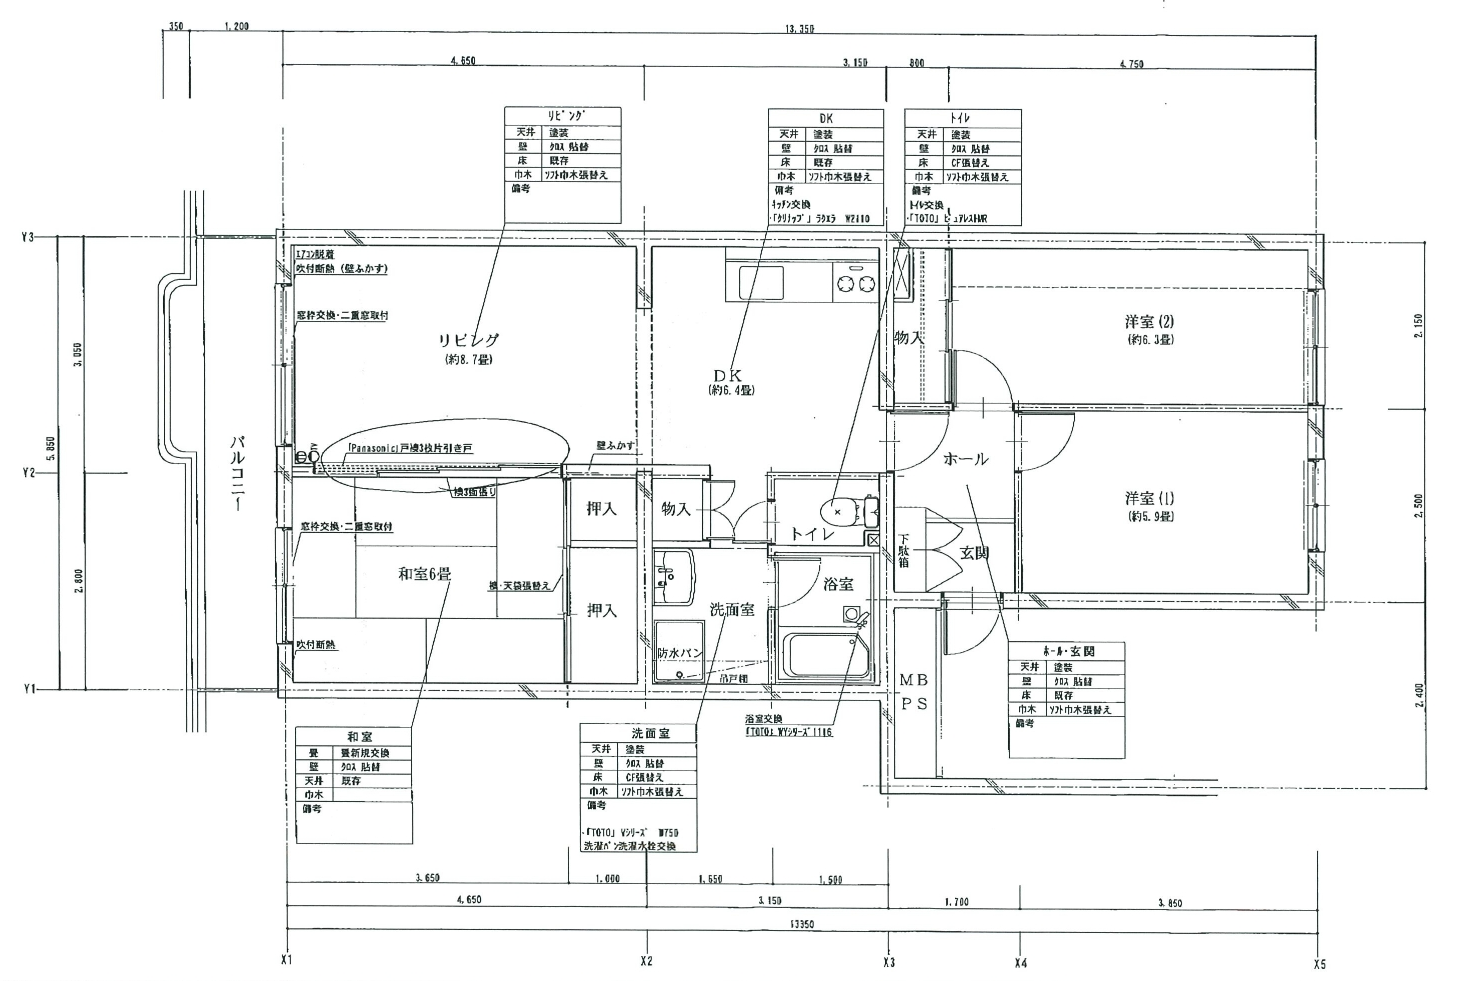 350
1,200
13,350
4,650
3,150
800
4,750
リビング
天井 塗装
壁 クロス 貼替
床 既存
巾木 ソフト巾木張替え
備考
DK
天井 塗装
壁 クロス 貼替
床 既存
巾木 ソフト巾木張替え
備考
キッチン交換
・「クリナップ」 ラクエラ W2110
トイレ
天井 塗装
壁 クロス 貼替
床 CF張替え
巾木 ソフト巾木張替え
備考
トイレ交換
・「TOTO」 ピュアレストMR
Y3
エアコン脱着
吹付断熱 (壁ふかす)
窓枠交換・二重窓取付
リビング
(約8.7畳)
DK
(約6.4畳)
物入
洋室(2)
(約6.3畳)
2,150
3,050
5,850
バルコニー
TV
「Panasonic」戸襖3枚片引き戸
壁ふかす
襖3面張り
Y2
ホール
洋室(1)
(約5.9畳)
2,500
押入
物入
トイレ
下駄箱
玄関
窓枠交換・二重窓取付
和室6畳
襖・天袋張替え
2,800
押入
洗面室
浴室
防水パン
吊戸棚
吹付断熱
Y1
MB
PS
2,400
ホール・玄関
天井 塗装
壁 クロス 貼替
床 既存
巾木 ソフト巾木張替え
備考
浴室交換
「TOTO」 WYシリーズ1116
和室
畳 畳新規交換
壁 クロス 貼替
天井 既存
巾木
備考
洗面室
天井 塗装
壁 クロス 貼替
床 CF張替え
巾木 ソフト巾木張替え
備考
・「TOTO」 Vシリーズ W750
洗濯パン洗濯水栓交換
3,650
1,000
1,650
1,500
4,650
3,150
1,700
3,850
13350
X1
X2
X3
X4
X5